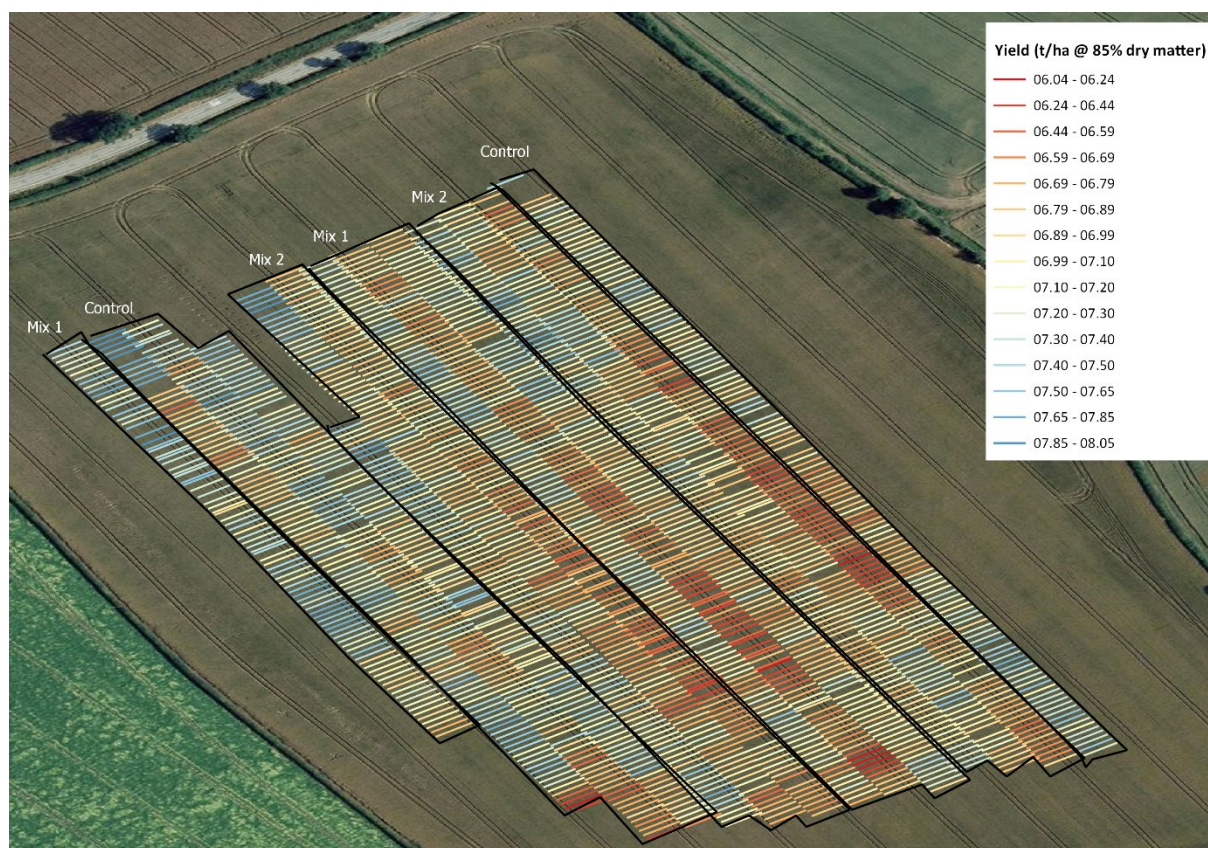 Yield (t/ha @ 85% dry matter)
06.04 - 06.24
06.24 - 06.44
06.44 - 06.59
06.59 - 06.69
06.69 - 06.79
06.79 - 06.89
06.89 - 06.99
06.99 - 07.10
07.10 - 07.20
07.20 - 07.30
07.30 - 07.40
07.40 - 07.50
07.50 - 07.65
07.65 - 07.85
07.85 - 08.05
Control
Mix 2
Mix 1
Mix 2
Control
Mix 1